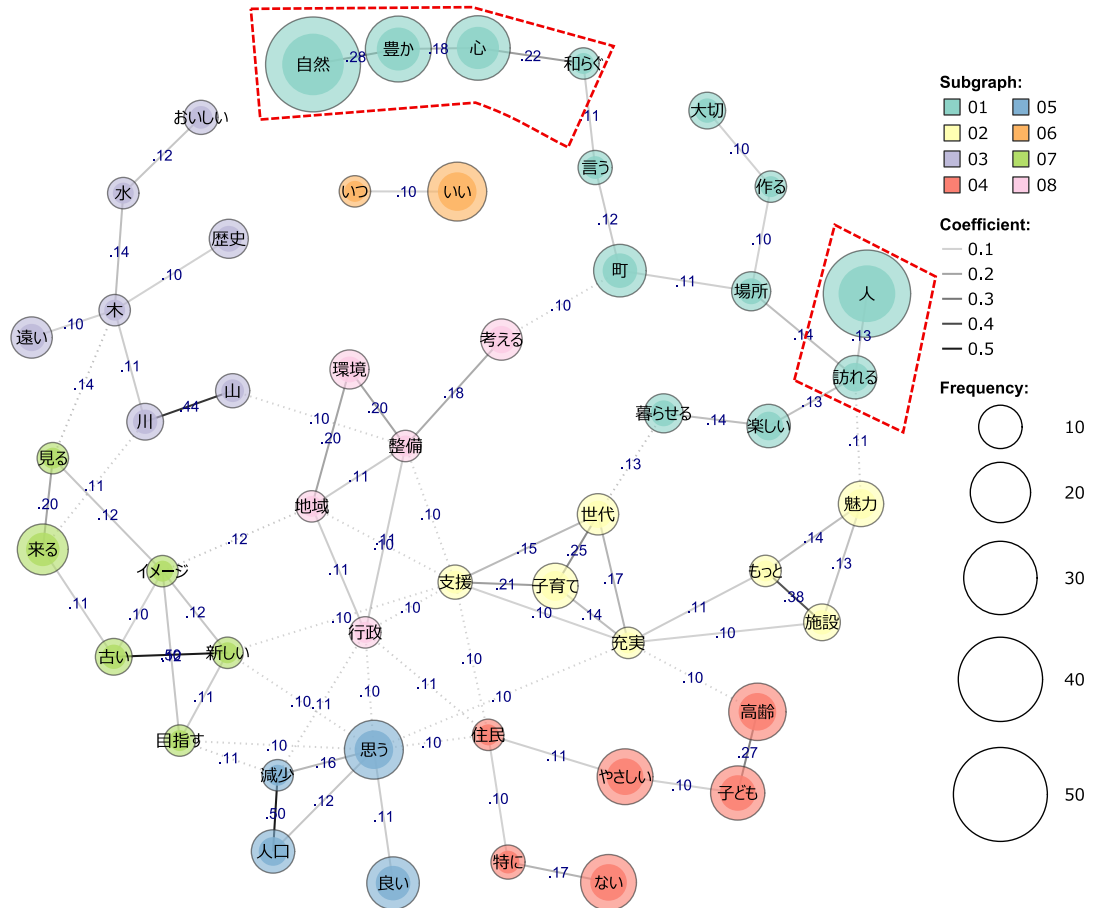 自然
.28
豊か
.18
心
.22
和らぐ
.11
言う
.12
町
.11
場所
.10
作る
.10
大切
.14
人
.13
訪れる
.13
楽しい
.14
暮らせる
.13
.11
おいしい
.12
水
.14
木
.10
歴史
.10
遠い
.11
川
.44
山
.14
.11
.10
いつ
.10
いい
考える
.10
.18
環境
.20
.20
整備
.11
地域
.11
.11
.10
.10
行政
.10
.12
見る
.20
来る
.12
.11
イメージ
.10
.12
.12
古い
.50
新しい
.11
目指す
.10
.10
.11
.10
.11
.10
.11
支援
.15
.21
.10
.10
世代
.25
子育て
.17
.14
充実
.11
.10
.10
.10
魅力
.14
.13
もっと
.38
施設
思う
.10
.16
.12
.11
減少
.50
人口
良い
住民
.11
.10
やさしい
.10
高齢
.27
子ども
特に
.17
ない
Subgraph:
01 05
02 06
03 07
04 08
Coefficient:
0.1
0.2
0.3
0.4
0.5
Frequency:
10
20
30
40
50